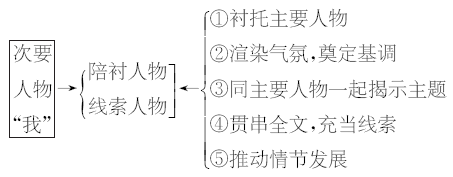 次要
人物
“我”
陪衬人物
线索人物
①衬托主要人物
②渲染气氛,奠定基调
③同主要人物一起揭示主题
④贯串全文,充当线索
⑤推动情节发展